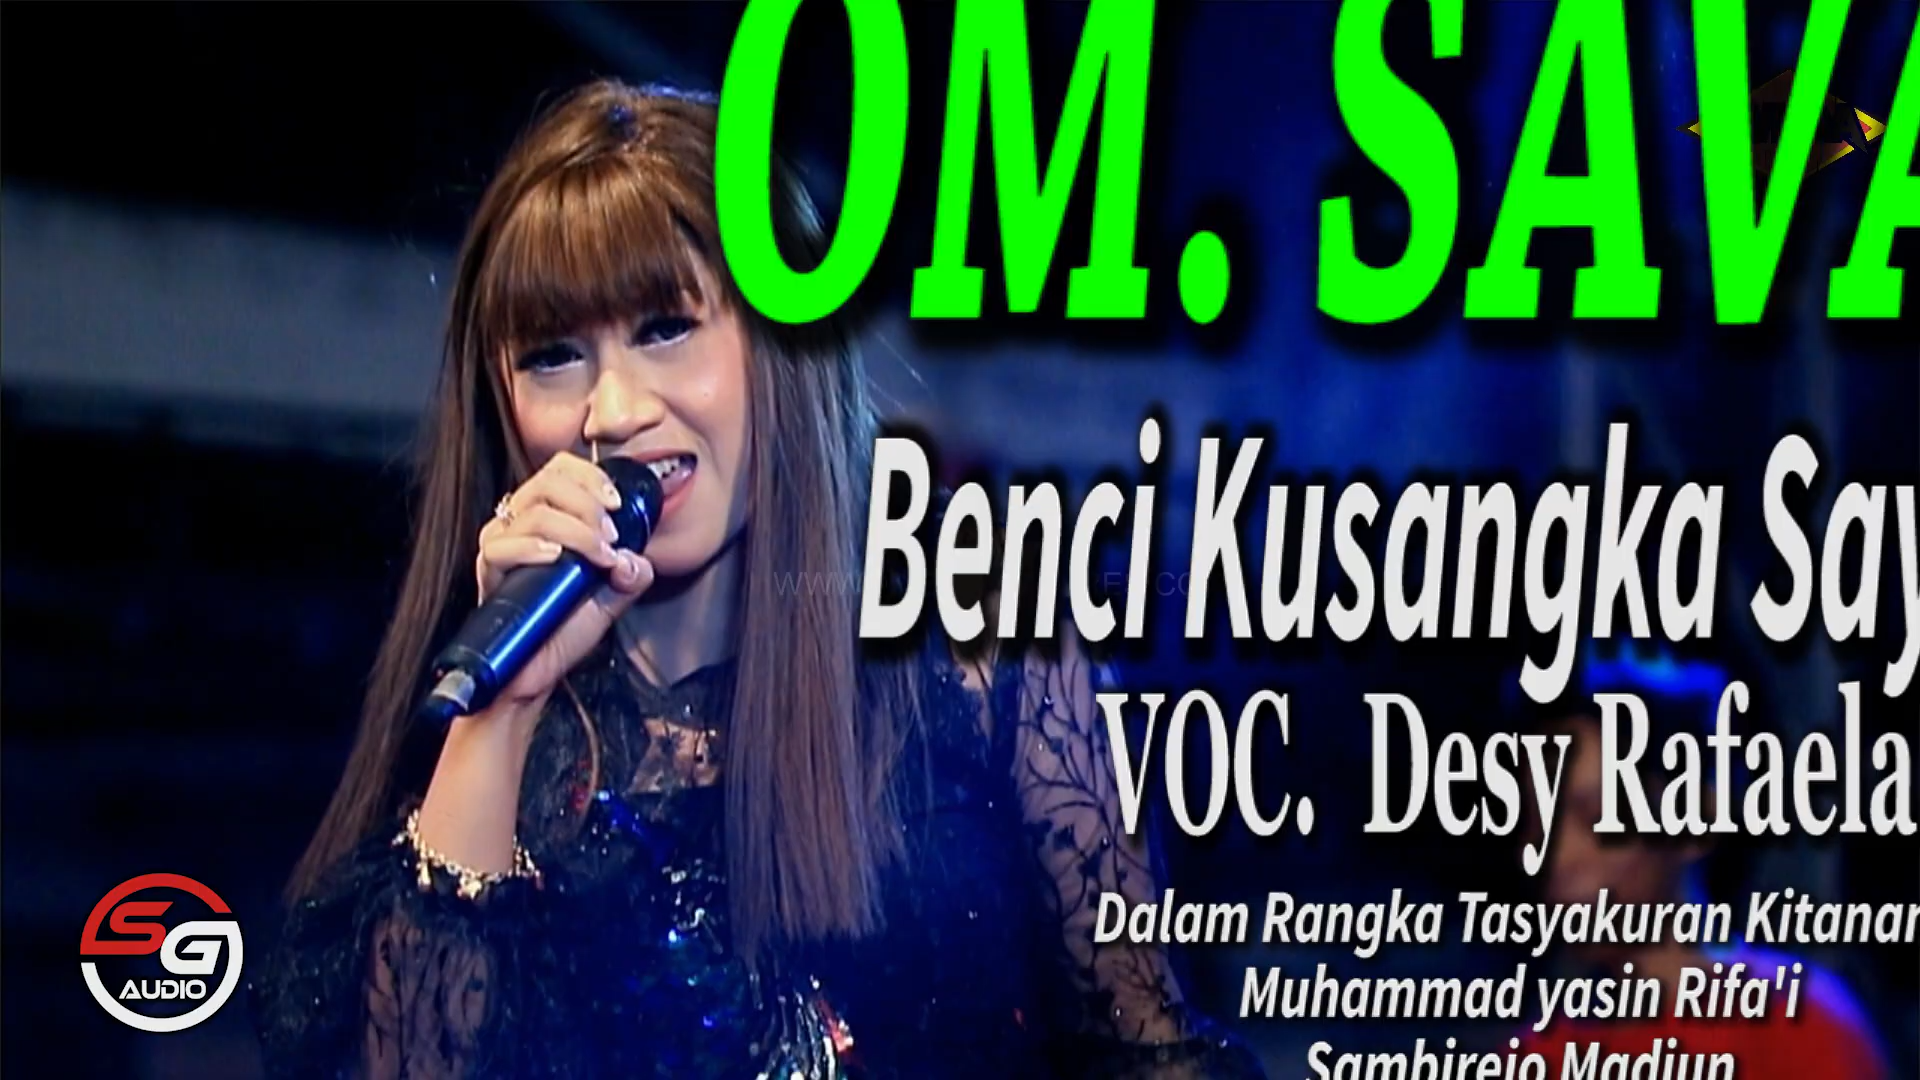 OM. SAVA
Benci Kusangka Say
VOC. Desy Rafaela
Dalam Rangka Tasyakuran Kitanan
Muhammad yasin Rifa'i
Sambirejo Madiun
SG
AUDIO